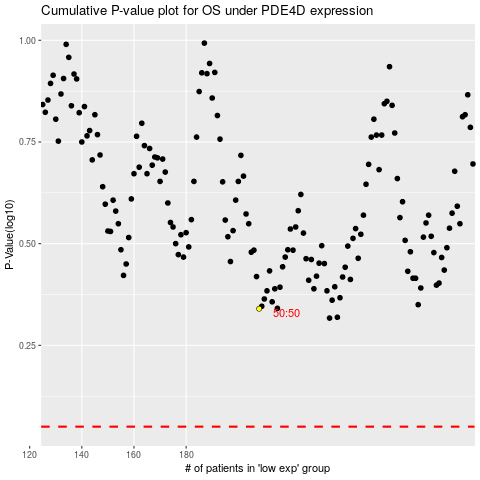 Cumulative P-value plot for OS under PDE4D expression
P-Value(log10)
1.00
0.75
0.50
0.25
50:50
120 140 160 180
# of patients in 'low exp' group